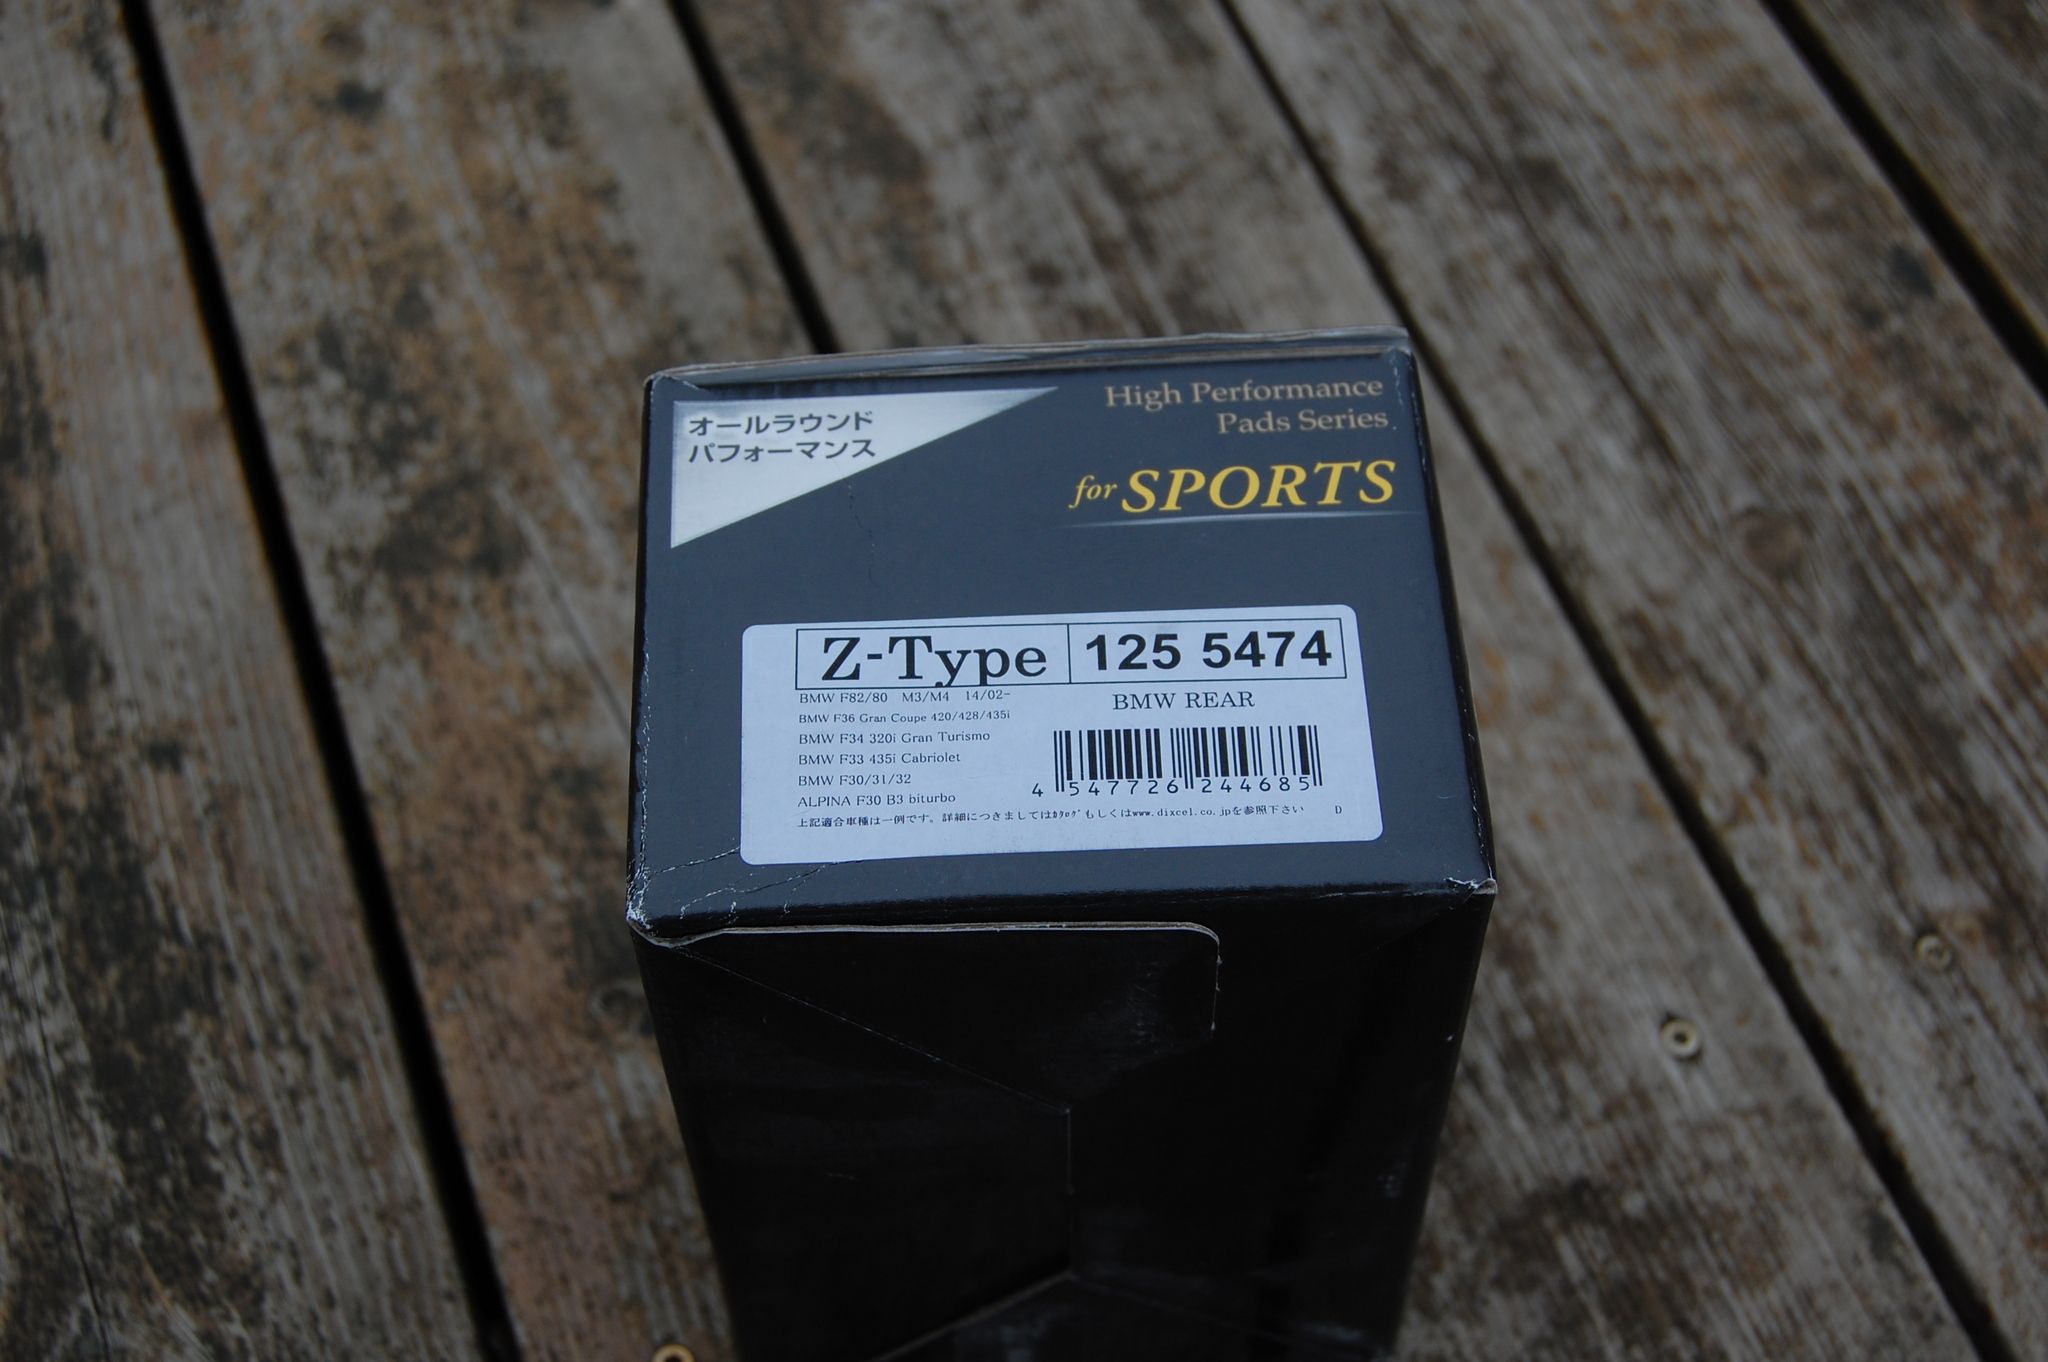 オールラウンド
パフォーマンス
High Performance
Pads Series
for SPORTS
Z-Type 125 5474
BMW F82/80 M3/M4 14/02-
BMW REAR
BMW F36 Gran Coupe 420/428/435i
BMW F34 320i Gran Turismo
BMW F33 435i Cabriolet
BMW F30/31/32
ALPINA F30 B3 biturbo
4 547726 244685
上記適合車種は一例です。詳細につきましてはｶﾀﾛｸﾞもしくはwww.dixcel.co.jpを参照下さい D